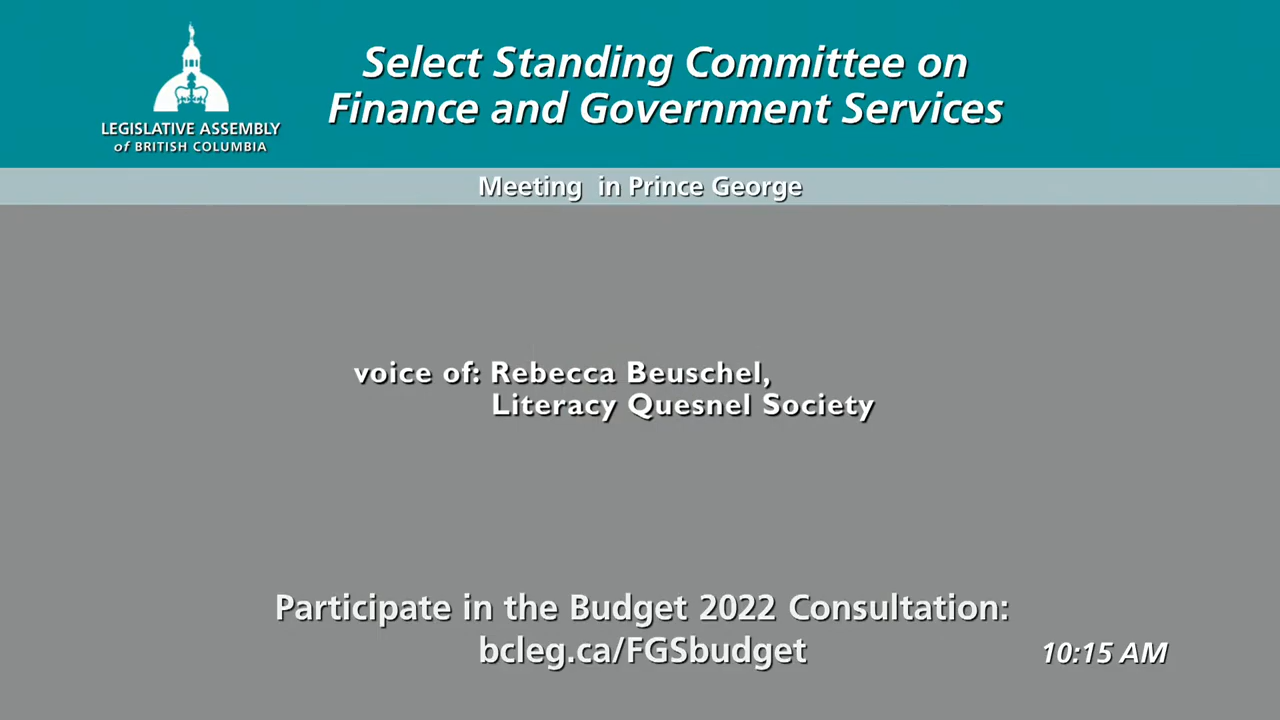 LEGISLATIVE ASSEMBLY
of BRITISH COLUMBIA
Select Standing Committee on
Finance and Government Services
Meeting in Prince George
voice of: Rebecca Beuschel,
Literacy Quesnel Society
Participate in the Budget 2022 Consultation:
bcleg.ca/FGSbudget
10:15 AM